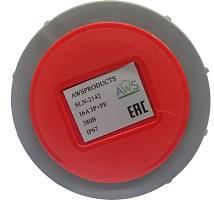 AWSPRODUCTS
SLN-2142
16A 3P+PE
380В
IP67
AWS
EAC